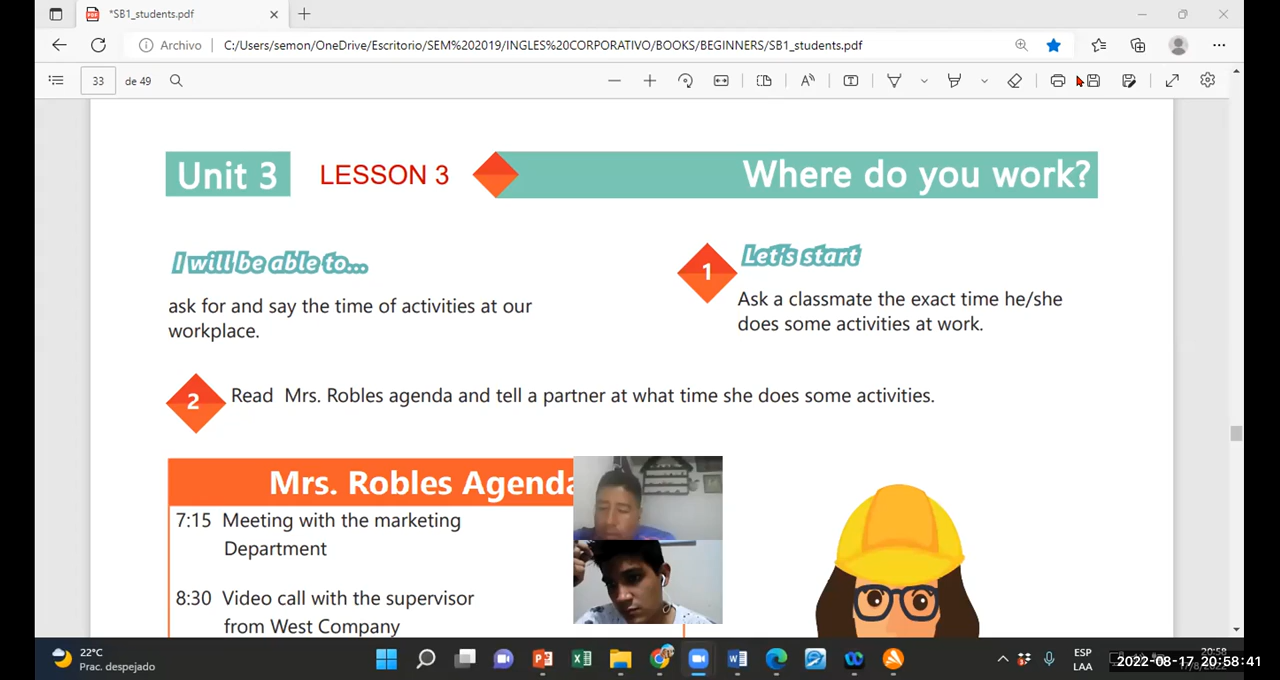 *SB1_students.pdf
Archivo C:/Users/semon/OneDrive/Escritorio/SEM%202019/INGLES%20CORPORATIVO/BOOKS/BEGINNERS/SB1_students.pdf
33 de 49
Unit 3 LESSON 3 Where do you work?
I will be able to...
ask for and say the time of activities at our
workplace.
1 Let's start
Ask a classmate the exact time he/she
does some activities at work.
2 Read Mrs. Robles agenda and tell a partner at what time she does some activities.
Mrs. Robles Agenda
7:15 Meeting with the marketing
Department
8:30 Video call with the supervisor
from West Company
22°C
Prac. despejado
ESP
LAA
20:58
2022-08-17 20:58:41